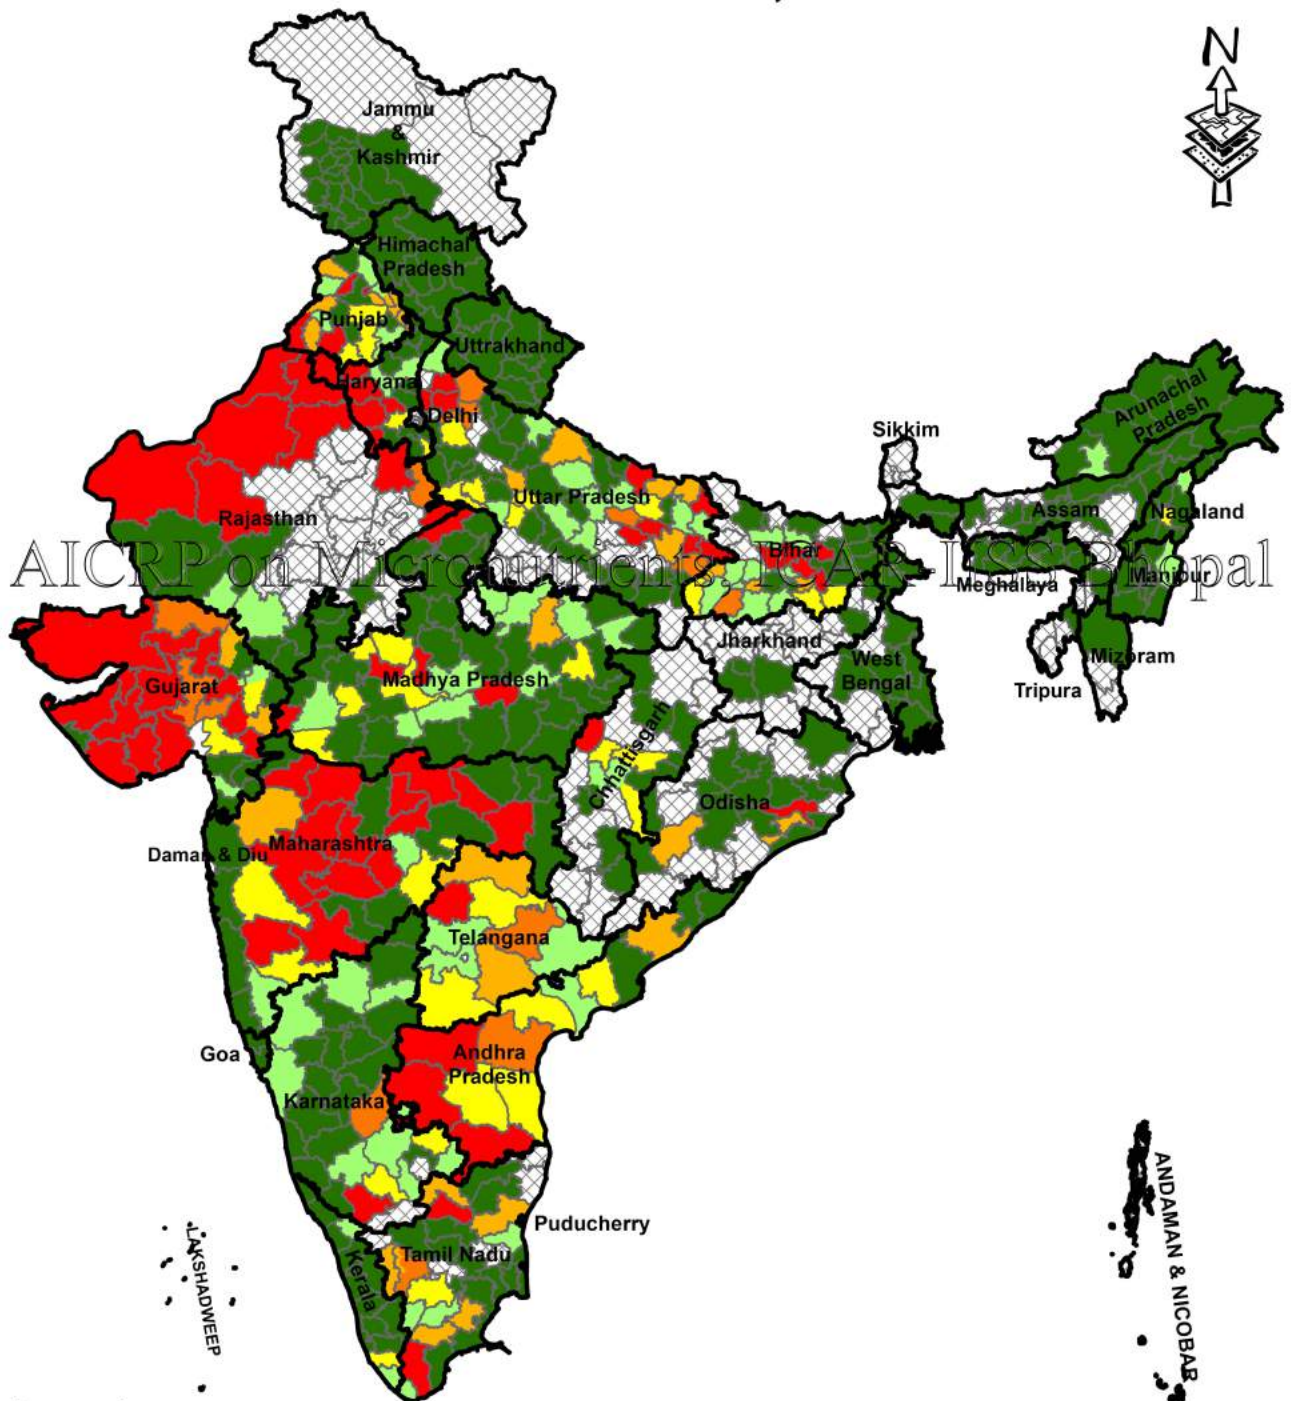 N
Jammu
&
Kashmir
Himachal
Pradesh
Punjab
Uttrakhand
Haryana
Delhi
Arunachal
Pradesh
Sikkim
Uttar Pradesh
Rajasthan
Assam
Nagaland
Bihar
AICRP on Micronutrients, ICAR-IISS, Bhopal
Meghalaya
Manipur
Jharkhand
Mizoram
West
Bengal
Tripura
Gujarat
Madhya Pradesh
Chhattisgarh
Odisha
Maharashtra
Daman & Diu
Telangana
Goa
Andhra
Pradesh
Karnataka
Puducherry
Tamil Nadu
Kerala
LAKSHADWEEP
ANDAMAN & NICOBAR